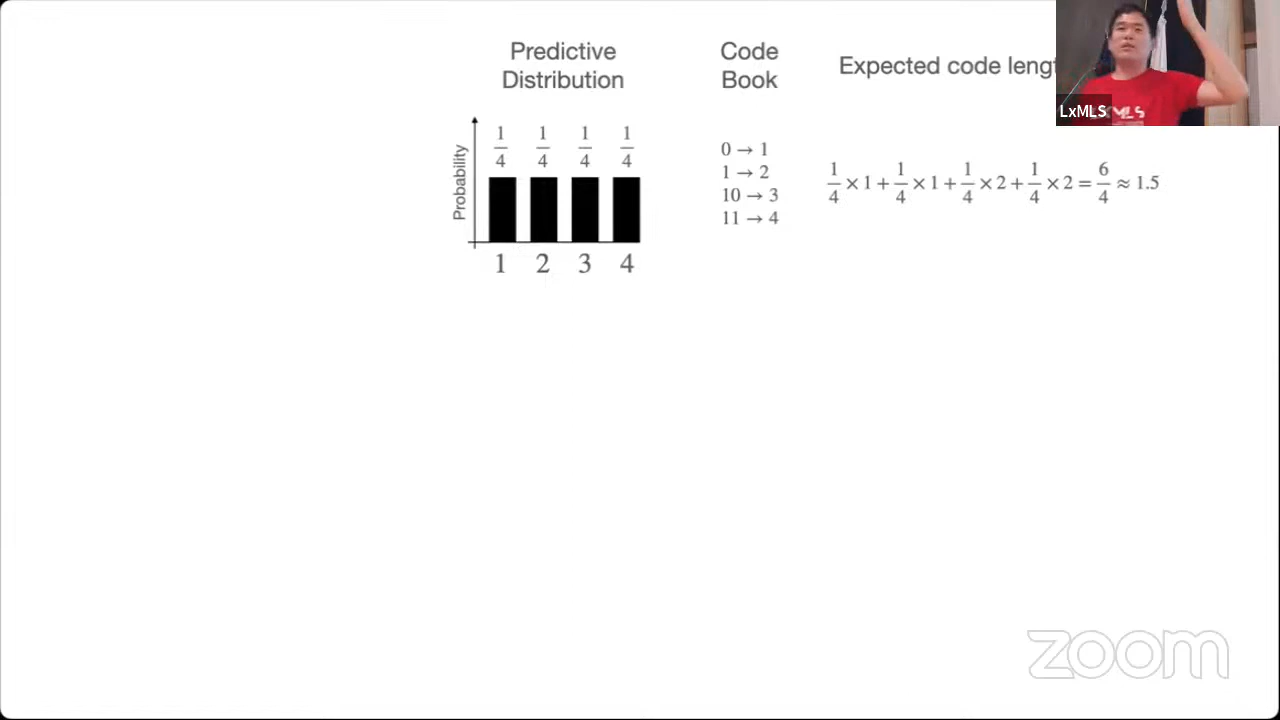 Predictive
Distribution
Code
Book
Expected code leng
LxMLS
LXMLS
Probability
1/4 1/4 1/4 1/4
1 2 3 4
0 → 1
1 → 2
10 → 3
11 → 4
1/4 × 1 + 1/4 × 1 + 1/4 × 2 + 1/4 × 2 = 6/4 ≈ 1.5
zoom